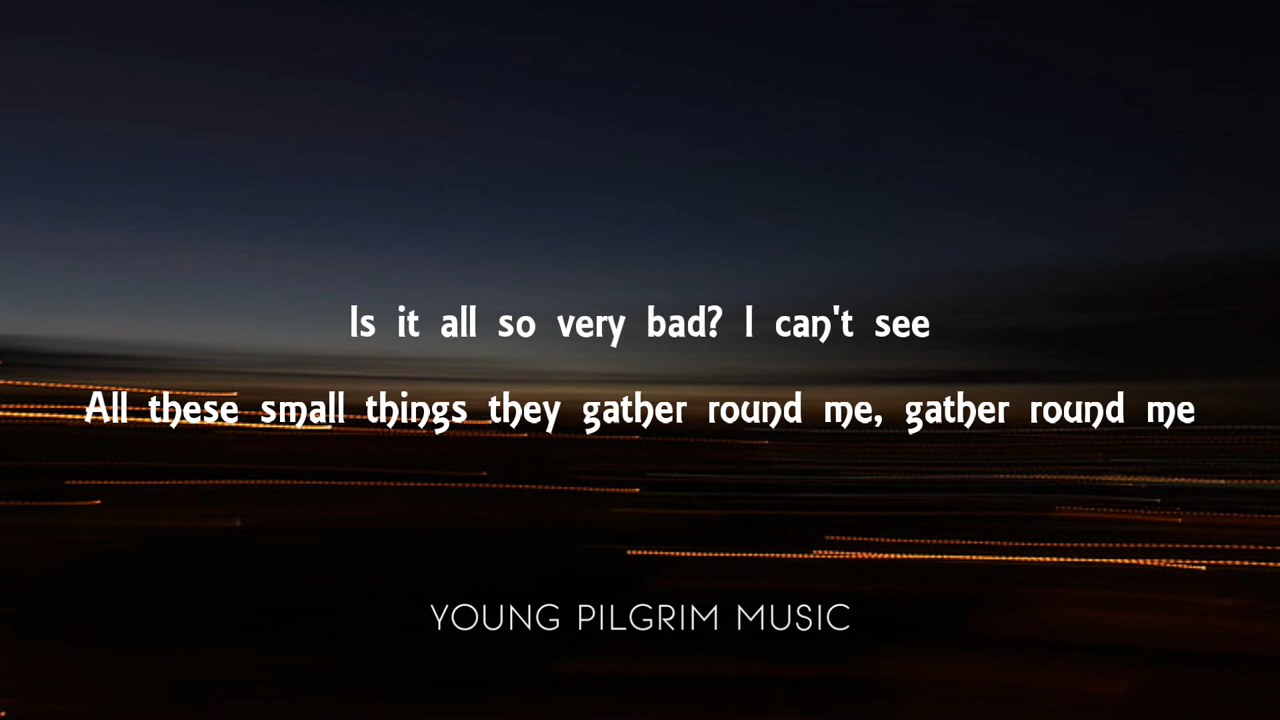 Is it all so very bad? I can't see
All these small things they gather round me, gather round me
YOUNG PILGRIM MUSIC